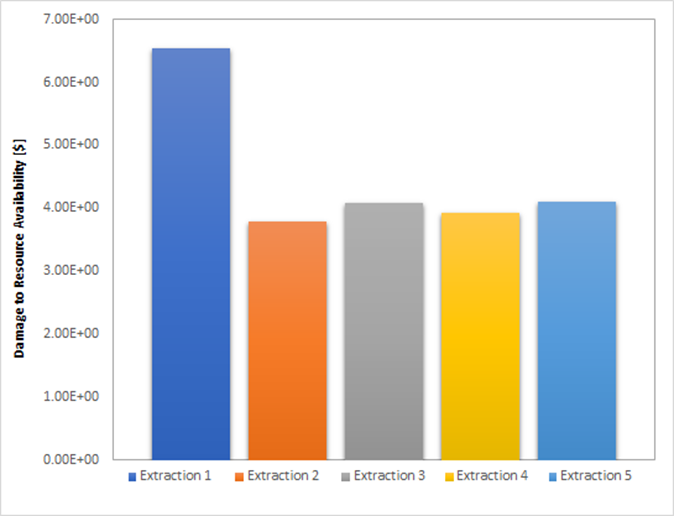 7.00E+00
6.00E+00
5.00E+00
4.00E+00
3.00E+00
2.00E+00
1.00E+00
0.00E+00
Damage to Resource Availability [$]
Extraction 1 Extraction 2 Extraction 3 Extraction 4 Extraction 5